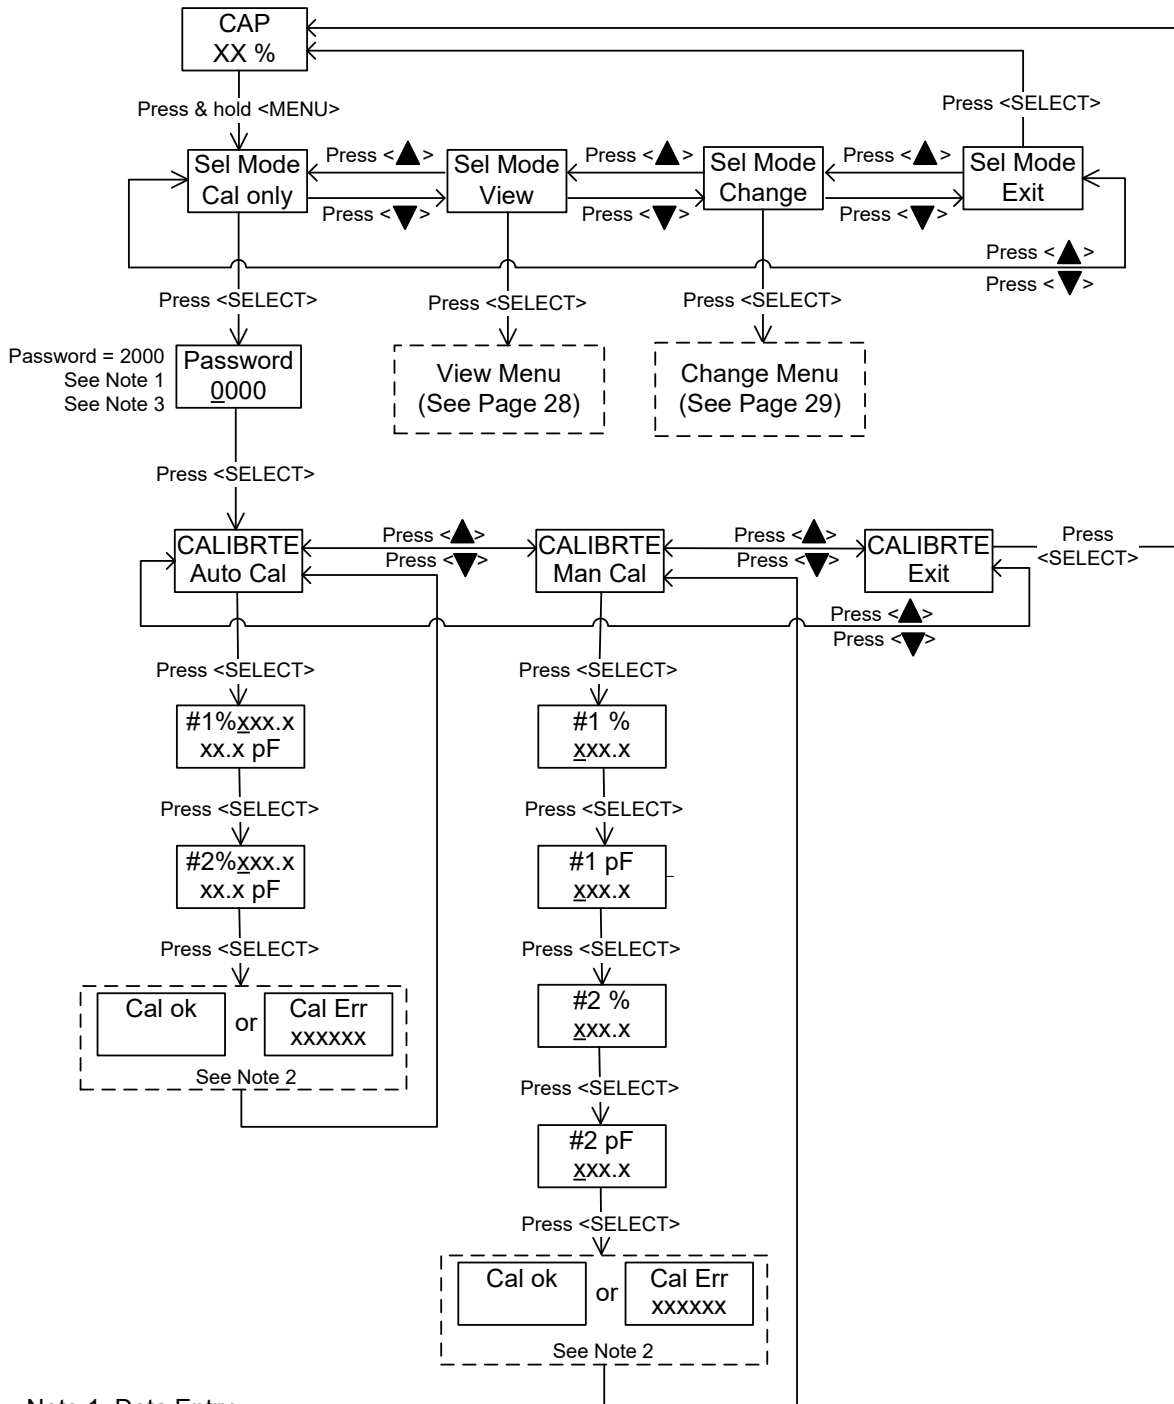 CAP
XX %
Press & hold <MENU>
Press <SELECT>
Sel Mode
Cal only
Press <▲>
Press <▼>
Sel Mode
View
Press <▲>
Press <▼>
Sel Mode
Change
Press <▲>
Press <▼>
Sel Mode
Exit
Press <▲>
Press <▼>
Press <SELECT>
Press <SELECT>
Press <SELECT>
Password = 2000
See Note 1
See Note 3
Password
0000
View Menu
(See Page 28)
Change Menu
(See Page 29)
Press <SELECT>
CALIBRTE
Auto Cal
Press <▲>
Press <▼>
CALIBRTE
Man Cal
Press <▲>
Press <▼>
CALIBRTE
Exit
Press
<SELECT>
Press <▲>
Press <▼>
Press <SELECT>
#1%xxx.x
xx.x pF
Press <SELECT>
#2%xxx.x
xx.x pF
Press <SELECT>
Cal ok
or
Cal Err
xxxxxx
See Note 2
Press <SELECT>
#1 %
xxx.x
Press <SELECT>
#1 pF
xxx.x
Press <SELECT>
#2 %
xxx.x
Press <SELECT>
#2 pF
xxx.x
Press <SELECT>
Cal ok
or
Cal Err
xxxxxx
See Note 2
Note 1 Data Entry